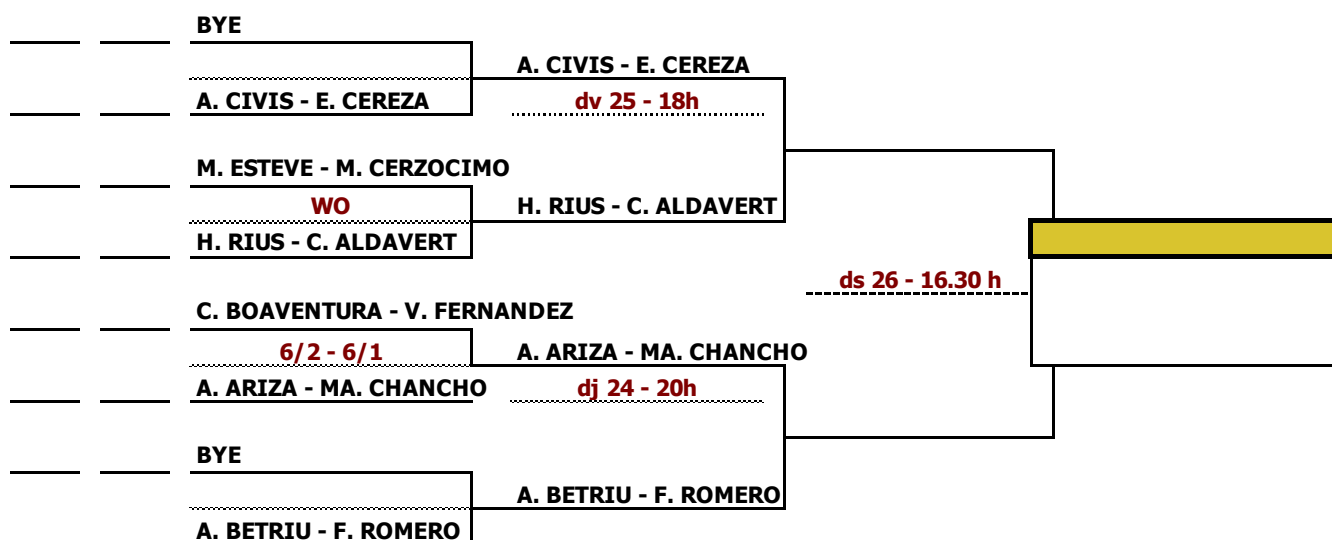 BYE
A. CIVIS - E. CEREZA
A. CIVIS - E. CEREZA
dv 25 - 18h
M. ESTEVE - M. CERZOCIMO
WO
H. RIUS - C. ALDAVERT
H. RIUS - C. ALDAVERT
ds 26 - 16.30 h
C. BOAVENTURA - V. FERNANDEZ
6/2 - 6/1
A. ARIZA - MA. CHANCHO
A. ARIZA - MA. CHANCHO
dj 24 - 20h
BYE
A. BETRIU - F. ROMERO
A. BETRIU - F. ROMERO